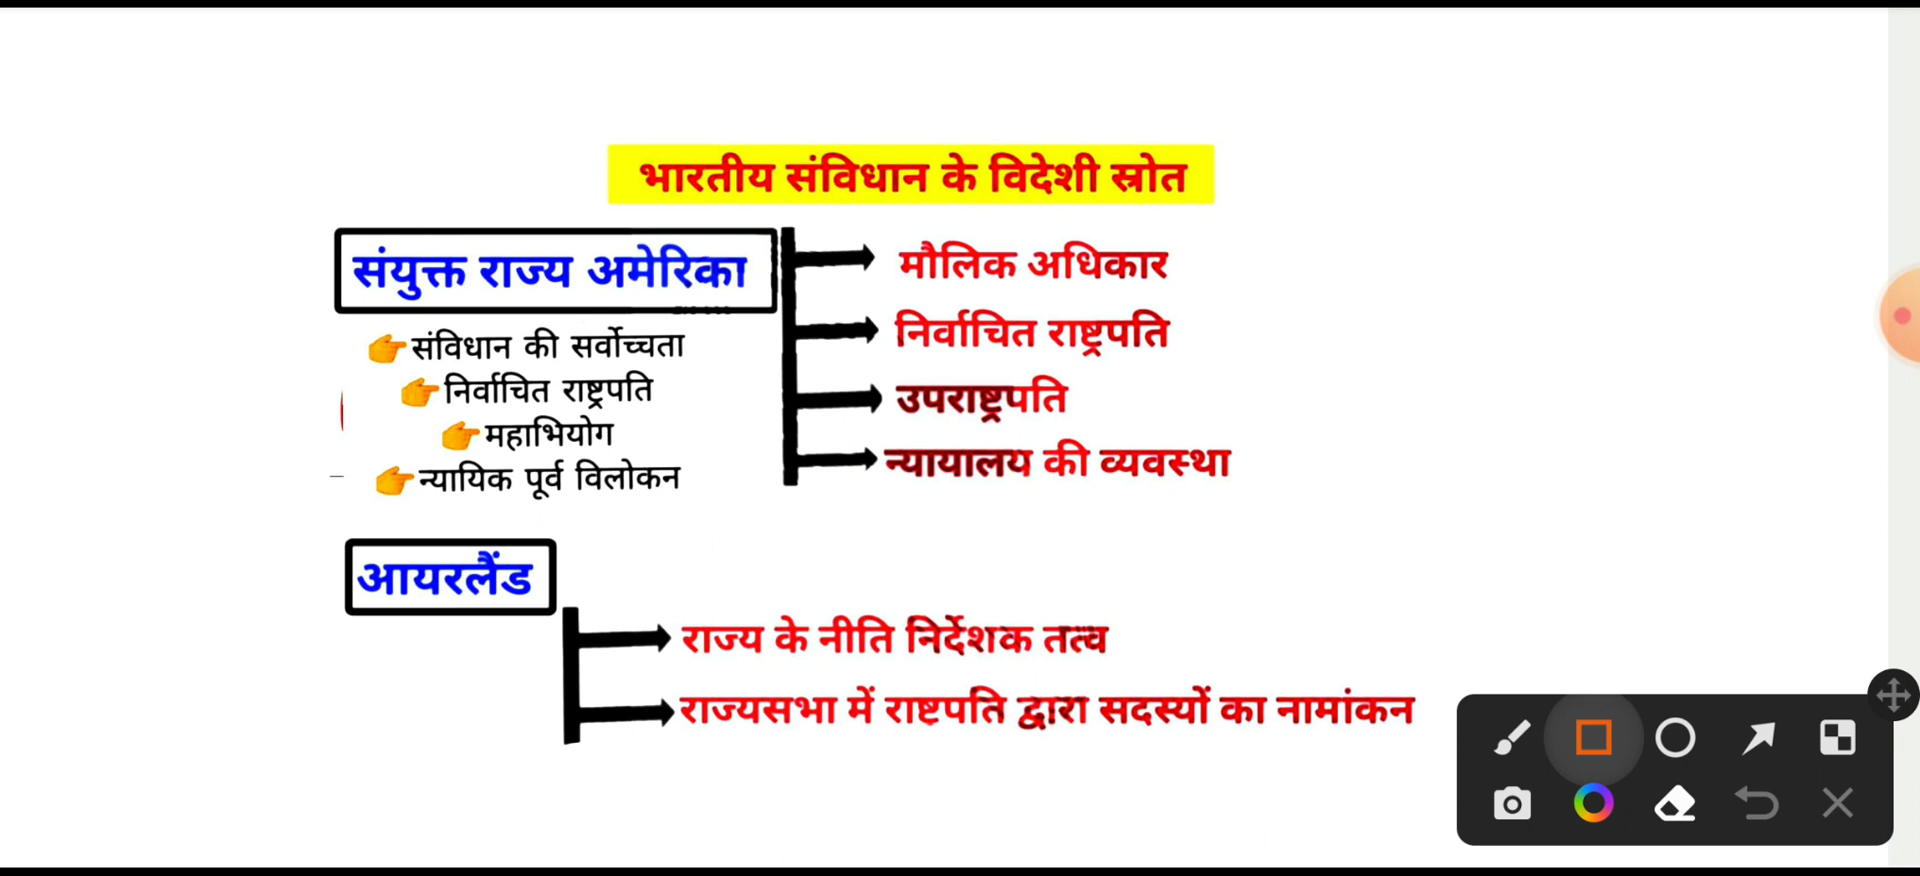 भारतीय संविधान के विदेशी स्रोत
संयुक्त राज्य अमेरिका
👉संविधान की सर्वोच्चता
👉निर्वाचित राष्ट्रपति
👉महाभियोग
👉न्यायिक पूर्व विलोकन
मौलिक अधिकार
निर्वाचित राष्ट्रपति
उपराष्ट्रपति
न्यायालय की व्यवस्था
आयरलैंड
राज्य के नीति निर्देशक तत्व
राज्यसभा में राष्टपति द्वारा सदस्यों का नामांकन